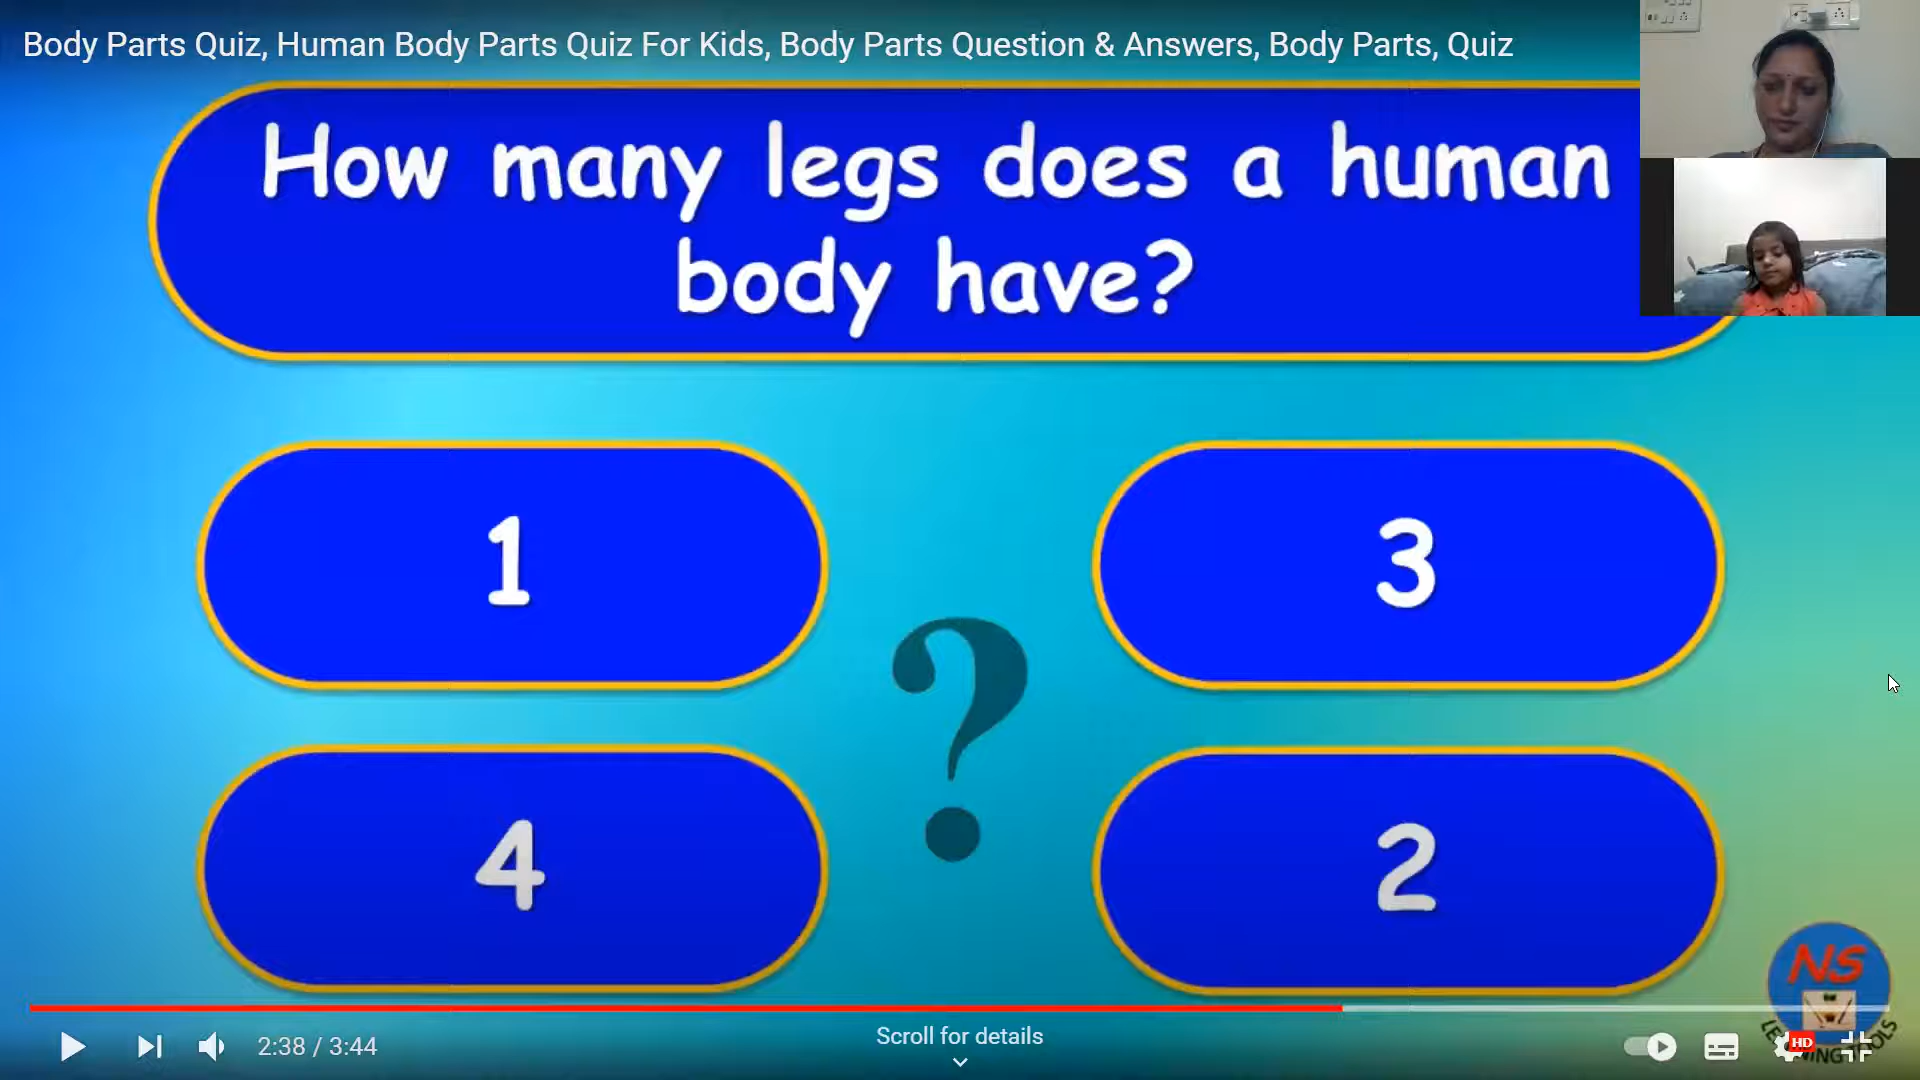 Body Parts Quiz, Human Body Parts Quiz For Kids, Body Parts Question & Answers, Body Parts, Quiz
How many legs does a human
body have?
1
3
4
2
NS
2:38 / 3:44
Scroll for details
HD